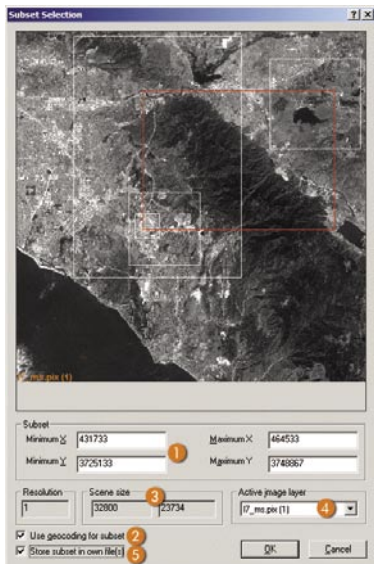 Subset Selection
l7_ms.pix (1)
Subset
Minimum X 431733 Maximum X 464533
Minimum Y 3725133 Maximum Y 3748867
1
Resolution Scene size 3 Active image layer
1 32800 23734 l7_ms.pix (1) 4
Use geocoding for subset 2
Store subset in own file(s) 5 OK Cancel